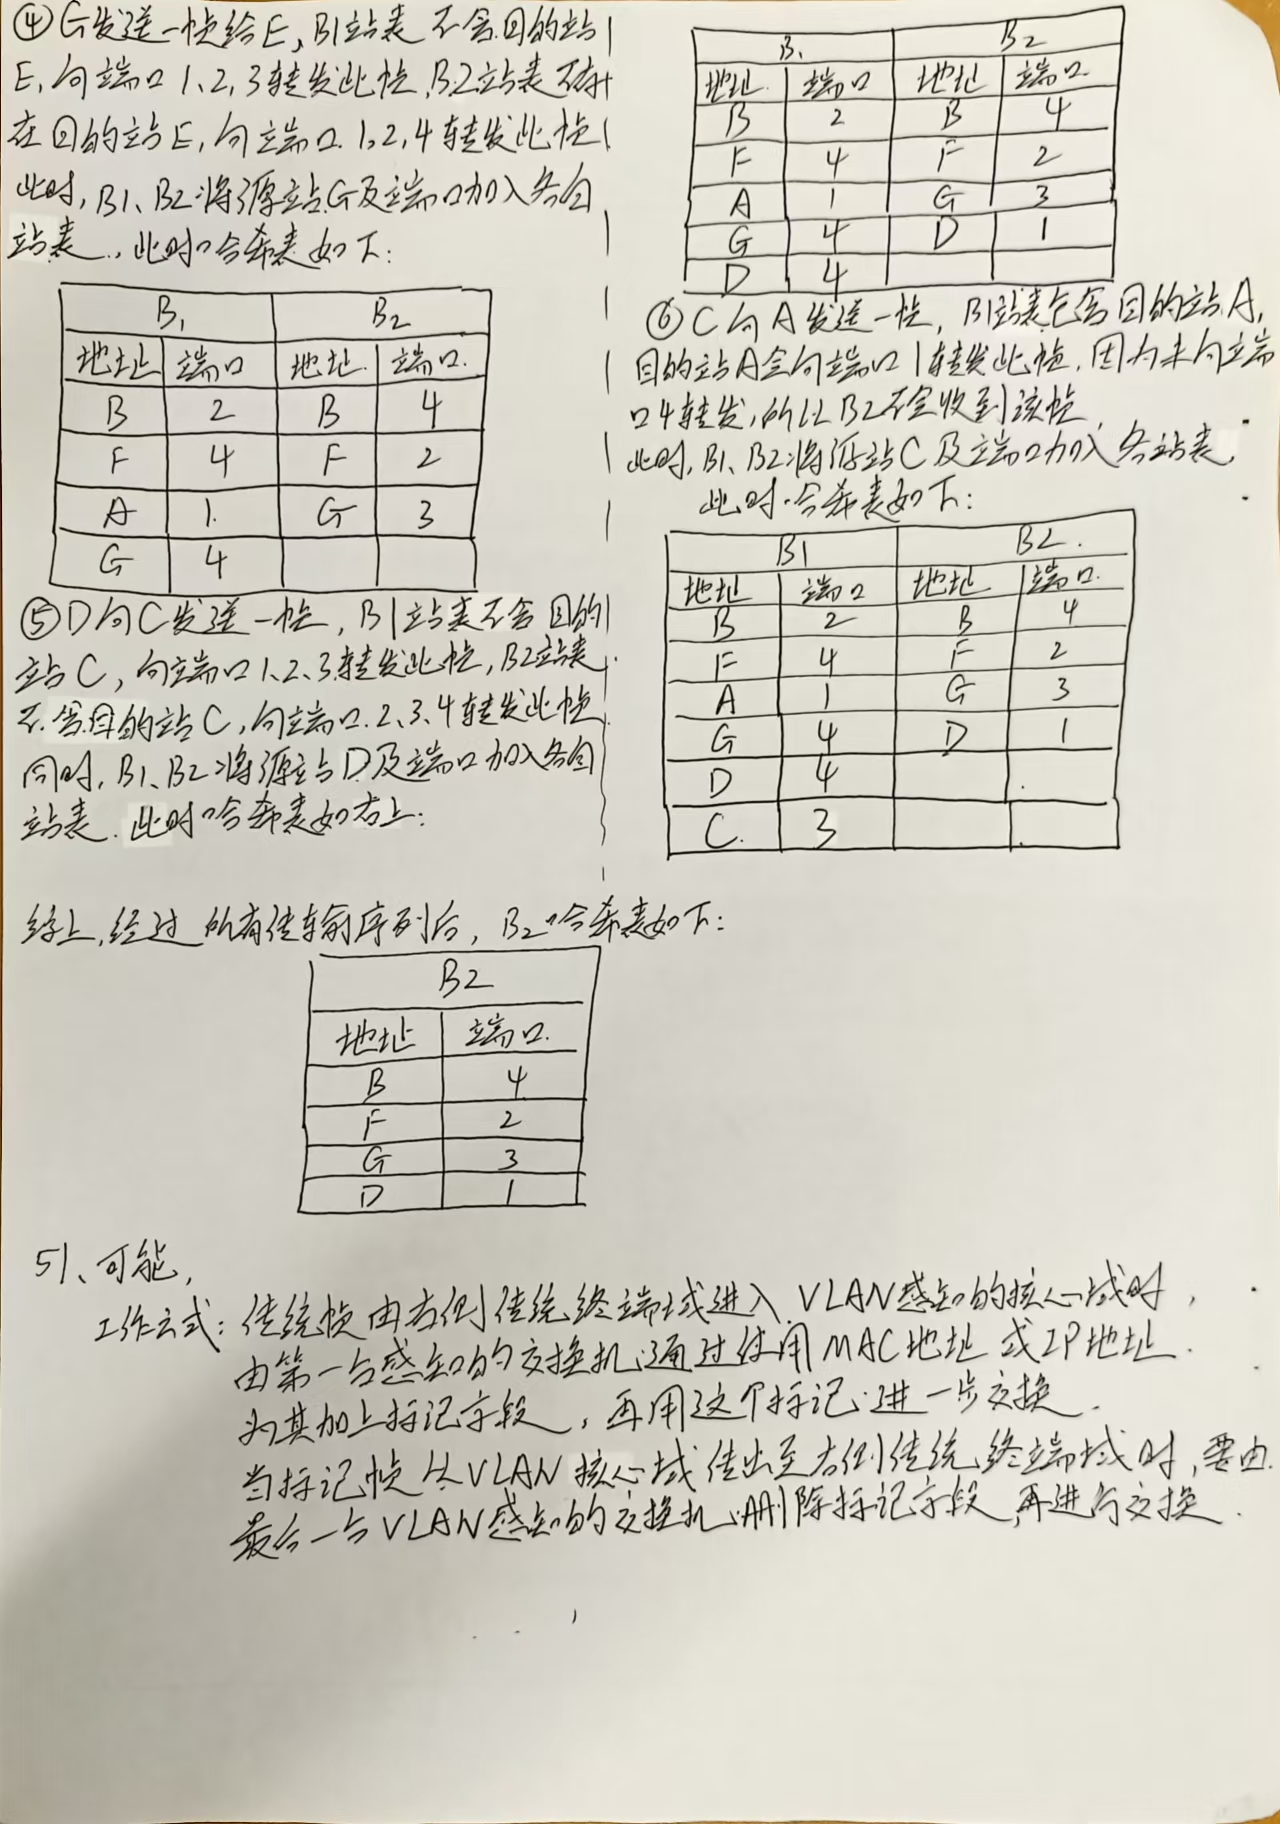 ④G发送一帧给E,B1站表不含目的站
E,向端口1、2、3转发此帧,B2站表不存
在目的站E,向端口1,2,4转发此帧
此时,B1、B2将源站G及端口加入各自
站表,此时哈希表如下:
B1 B2
地址 端口 地址 端口
B 2 B 4
F 4 F 2
A 1 G 3
G 4
⑤D向C发送一帧,B1站表不含目的
站C,向端口1、2、3转发此帧,B2站表
不含目的站C,向端口2、3、4转发此帧
同时,B1、B2将源站D及端口加入各自
站表.此时哈希表如右上:
B1 B2
地址 端口 地址 端口
B 2 B 4
F 4 F 2
A 1 G 3
G 4 D 1
D 4
⑥C向A发送一帧,B1站表包含目的站A,
目的站A会向端口1转发此帧,因为未向端
口4转发,所以B2不会收到该帧
此时,B1、B2将源站C及端口加入各站表,
此时哈希表如下:
B1 B2
地址 端口 地址 端口
B 2 B 4
F 4 F 2
A 1 G 3
G 4 D 1
D 4
C 3
综上,经过所有传输序列后,B2哈希表如下:
B2
地址 端口
B 4
F 2
G 3
D 1
51、可能,
工作方式:传统帧由右侧传统终端域进入VLAN感知的核心域时,
由第一台感知的交换机通过使用MAC地址或IP地址
为其加上标记字段,再用这个标记进一步交换.
当标记帧从VLAN核心域传出至右侧传统终端域时,要由
最后一台VLAN感知的交换机删除标记字段,再进行交换.